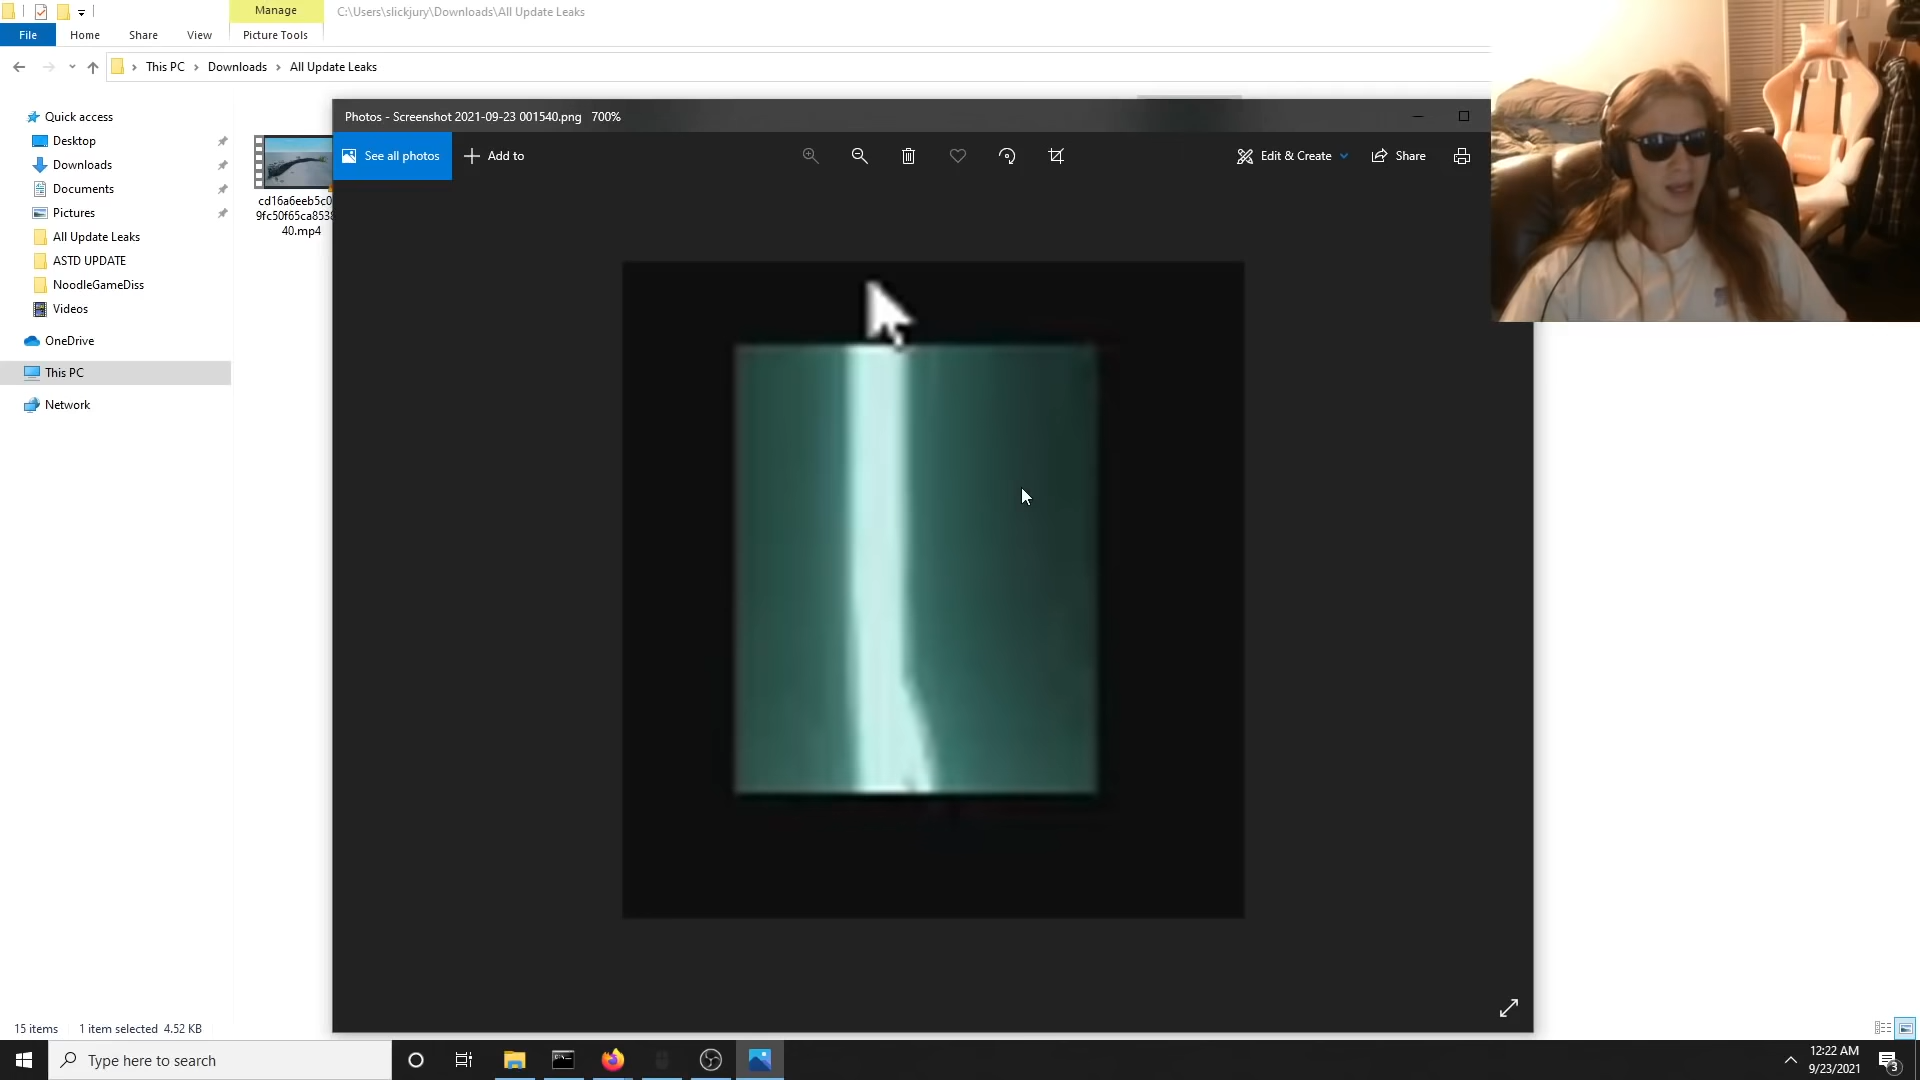 Manage
C:\Users\slickjury\Downloads\All Update Leaks
File
Home
Share
View
Picture Tools
This PC
Downloads
All Update Leaks
Quick access
Desktop
Downloads
Documents
Pictures
All Update Leaks
ASTD UPDATE
NoodleGameDiss
Videos
OneDrive
This PC
Network
cd16a6eeb5c0
9fc50f65ca853
40.mp4
Photos - Screenshot 2021-09-23 001540.png 700%
See all photos
Add to
Edit & Create
Share
15 items
1 item selected 4.52 KB
Type here to search
12:22 AM
9/23/2021
3